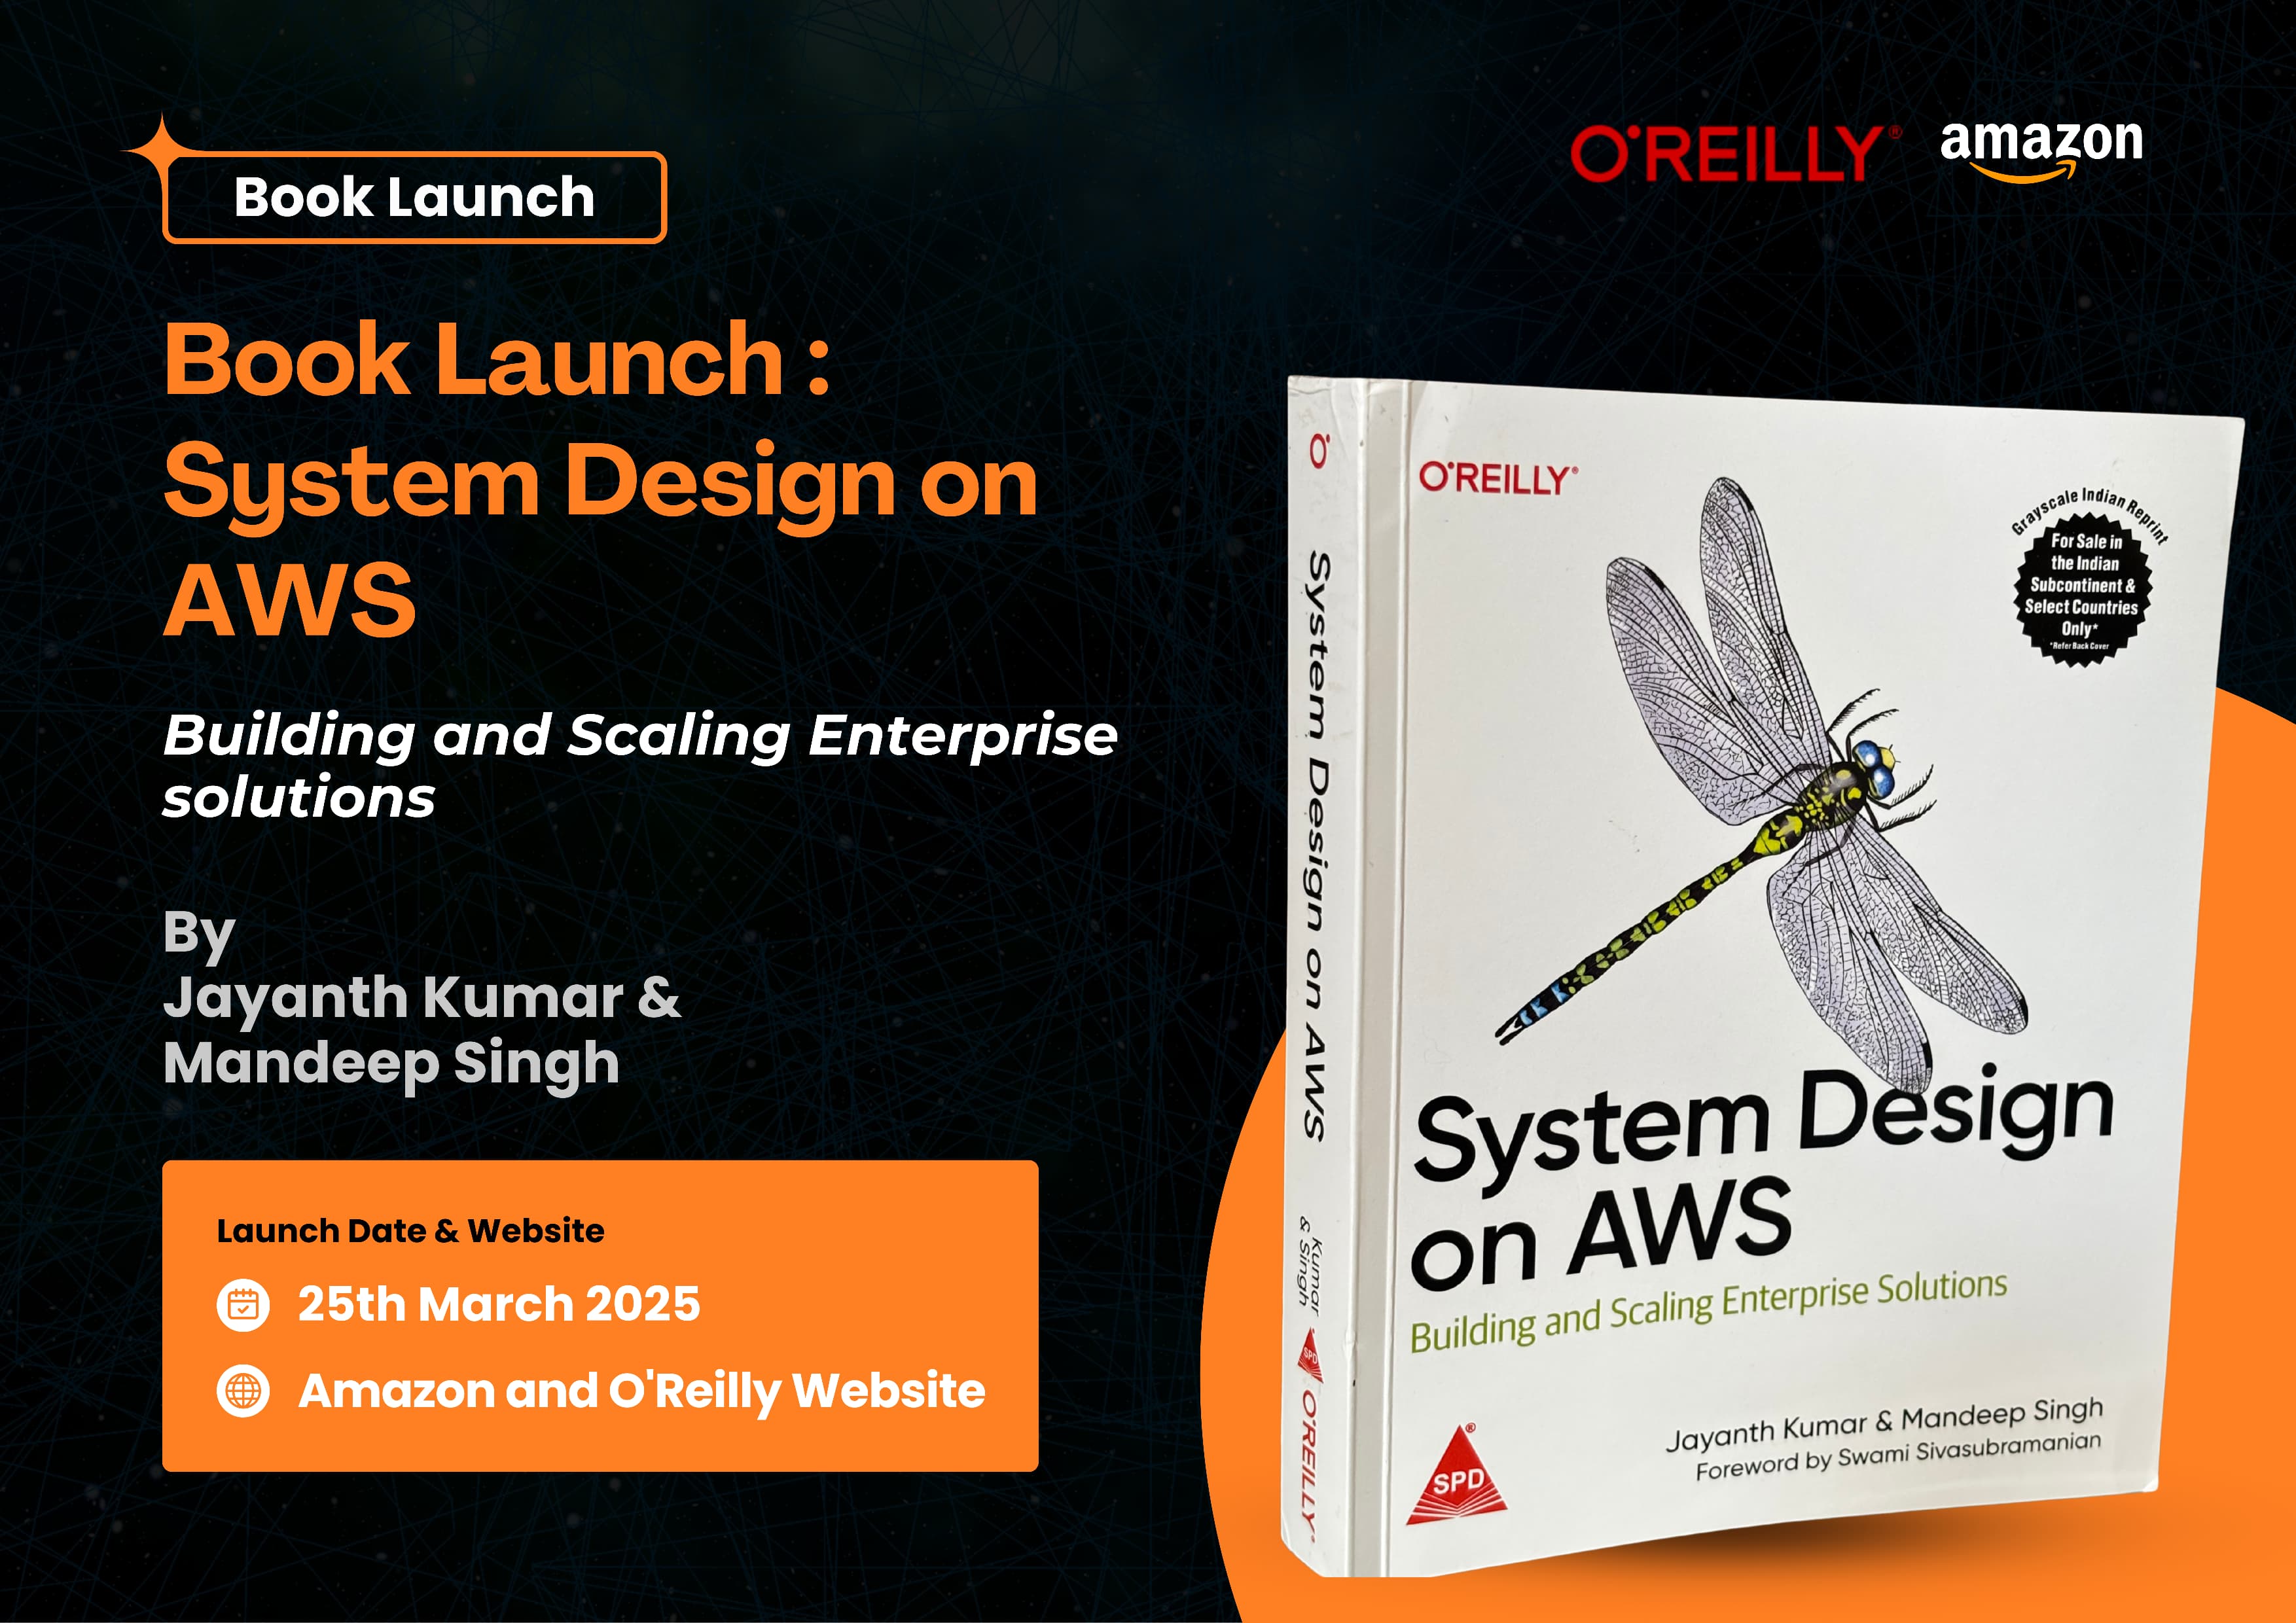 Book Launch
O'REILLY®
amazon
Book Launch :
System Design on
AWS
Building and Scaling Enterprise
solutions
By
Jayanth Kumar &
Mandeep Singh
Launch Date & Website
25th March 2025
Amazon and O'Reilly Website
System Design on AWS
Kumar
& Singh
SPD
O'REILLY®
O'REILLY®
Grayscale Indian Reprint
For Sale in
the Indian
Subcontinent &
Select Countries
Only*
*Refer Back Cover
System Design
on AWS
Building and Scaling Enterprise Solutions
Jayanth Kumar & Mandeep Singh
Foreword by Swami Sivasubramanian
SPD®